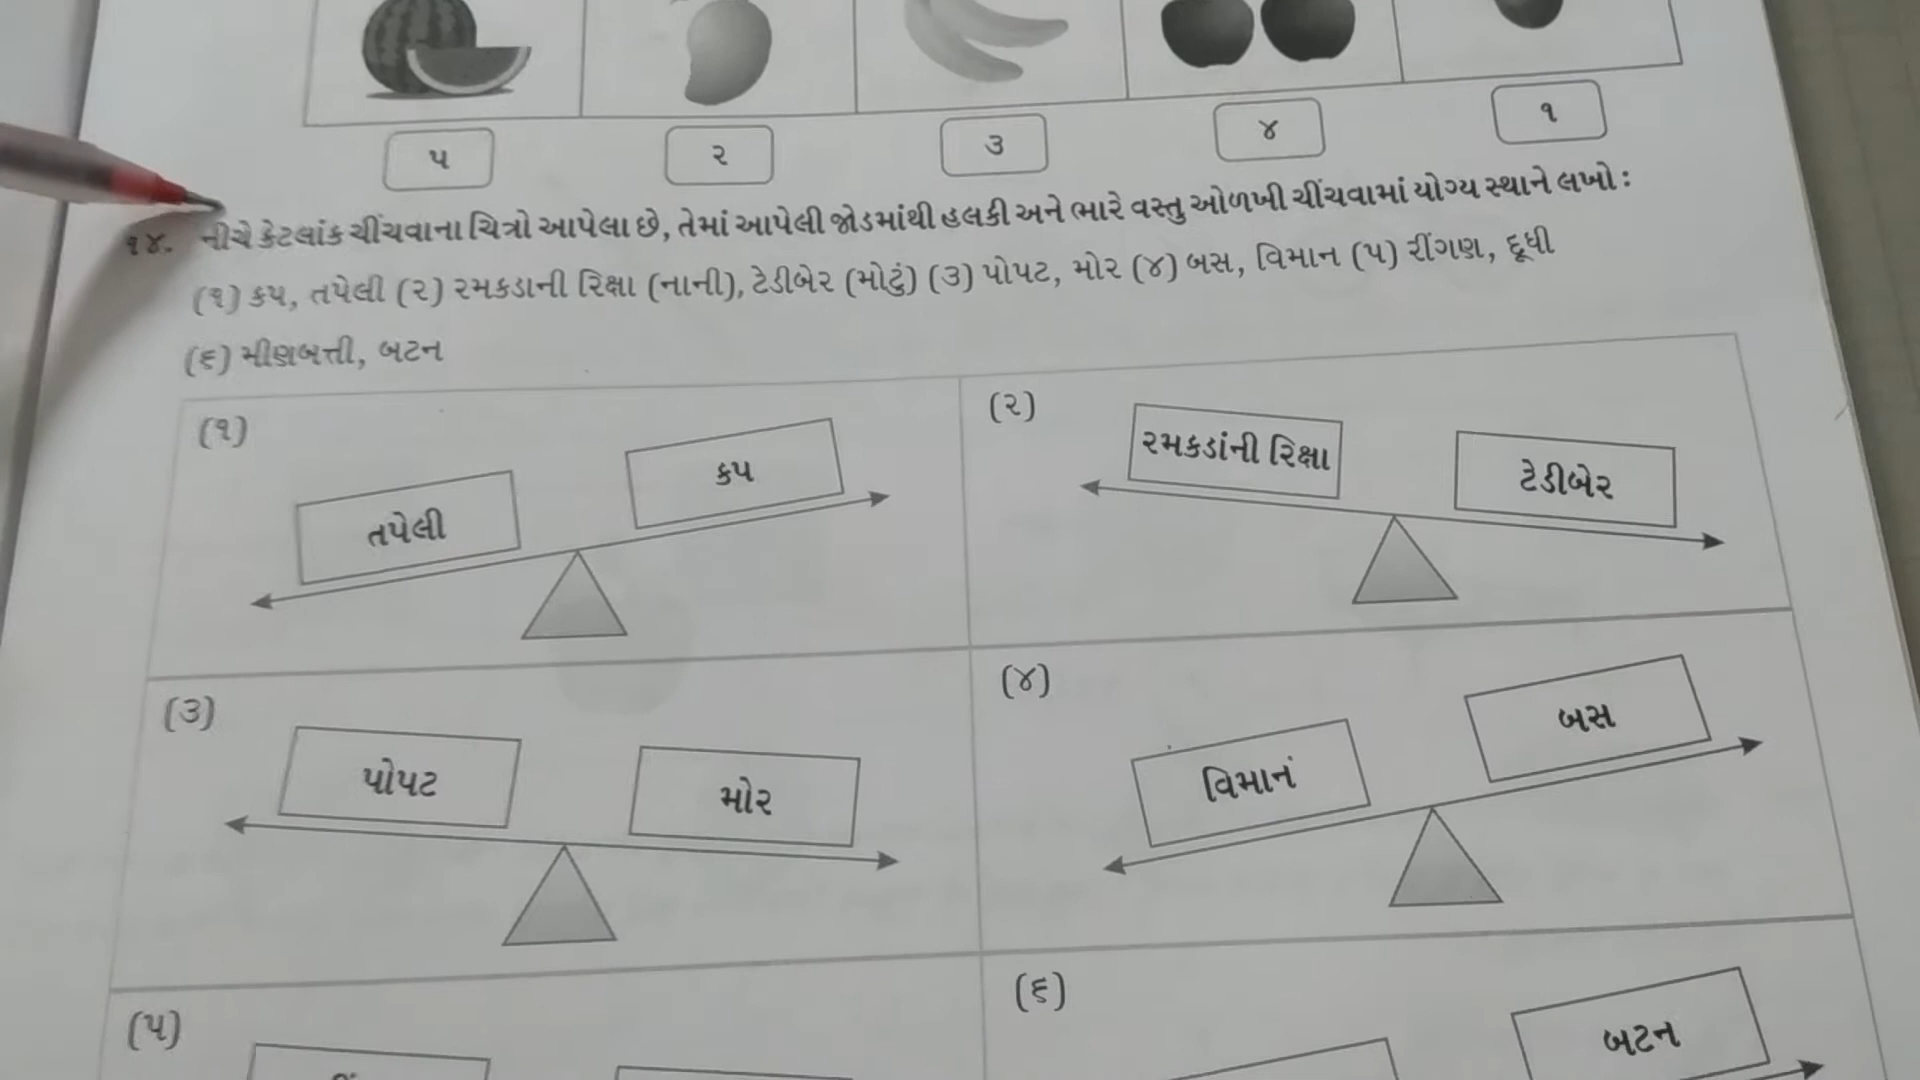 ૫ ૨ ૩ ૪ ૧
૧૪. નીચે કેટલાંક ચીંચવાના ચિત્રો આપેલા છે, તેમાં આપેલી જોડમાંથી હલકી અને ભારે વસ્તુ ઓળખી ચીંચવામાં યોગ્ય સ્થાને લખો :
(૧) કપ, તપેલી (૨) રમકડાની રિક્ષા (નાની), ટેડીબેર (મોટું) (૩) પોપટ, મોર (૪) બસ, વિમાન (૫) રીંગણ, દૂધી
(૬) મીણબત્તી, બટન
(૧)
તપેલી
કપ
(૨)
રમકડાંની રિક્ષા
ટેડીબેર
(૩)
પોપટ
મોર
(૪)
વિમાન
બસ
(૫)
(૬)
બટન